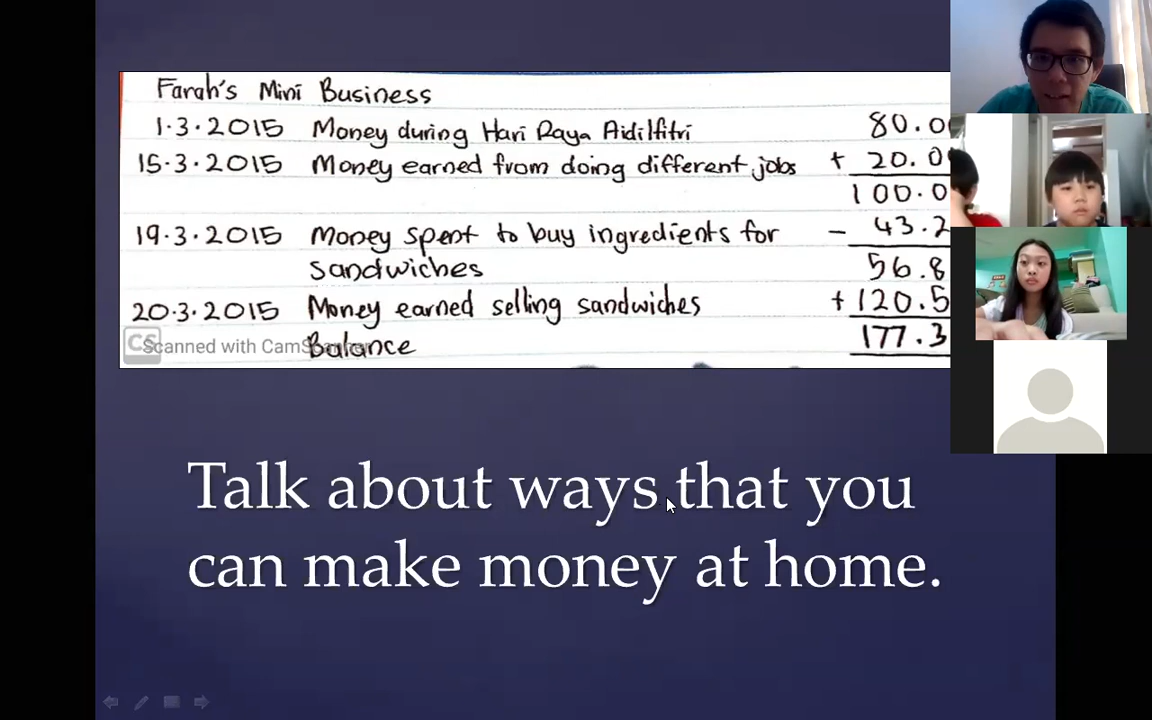 Farah's Mini Business
1.3.2015 Money during Hari Raya Aidilfitri 80.0
15.3.2015 Money earned from doing different jobs + 20.0
100.0
19.3.2015 Money spent to buy ingredients for - 43.2
sandwiches 56.8
20.3.2015 Money earned selling sandwiches +120.5
Balance 177.3
CS Scanned with CamScanner
Talk about ways that you
can make money at home.